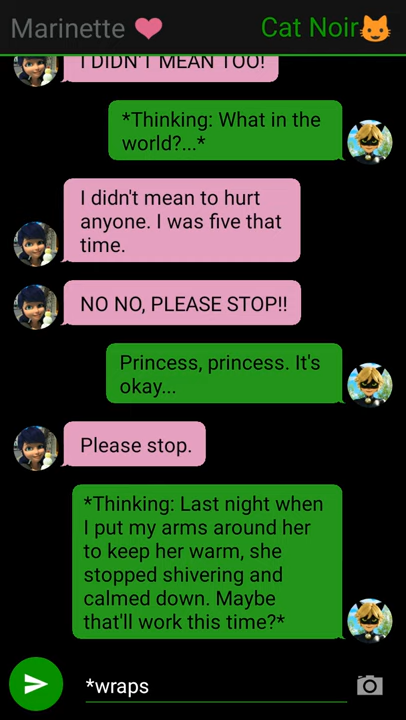 Marinette
Cat Noir
I DIDN'T MEAN TOO!
*Thinking: What in the
world?...*
I didn't mean to hurt
anyone. I was five that
time.
NO NO, PLEASE STOP!!
Princess, princess. It's
okay...
Please stop.
*Thinking: Last night when
I put my arms around her
to keep her warm, she
stopped shivering and
calmed down. Maybe
that'll work this time?*
*wraps